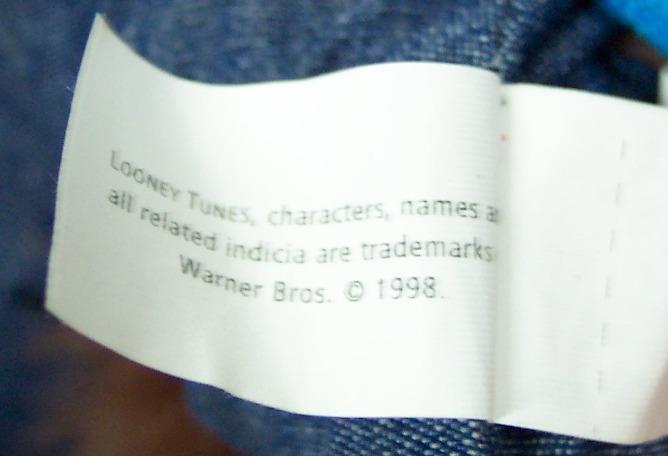 LOONEY TUNES, characters, names a
all related indicia are trademarks
Warner Bros. © 1998.